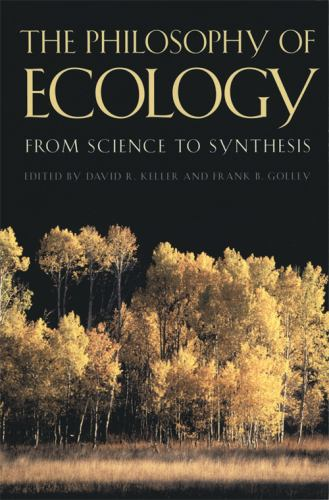 THE PHILOSOPHY OF
ECOLOGY
FROM SCIENCE TO SYNTHESIS
EDITED BY DAVID R. KELLER AND FRANK B. GOLLEY